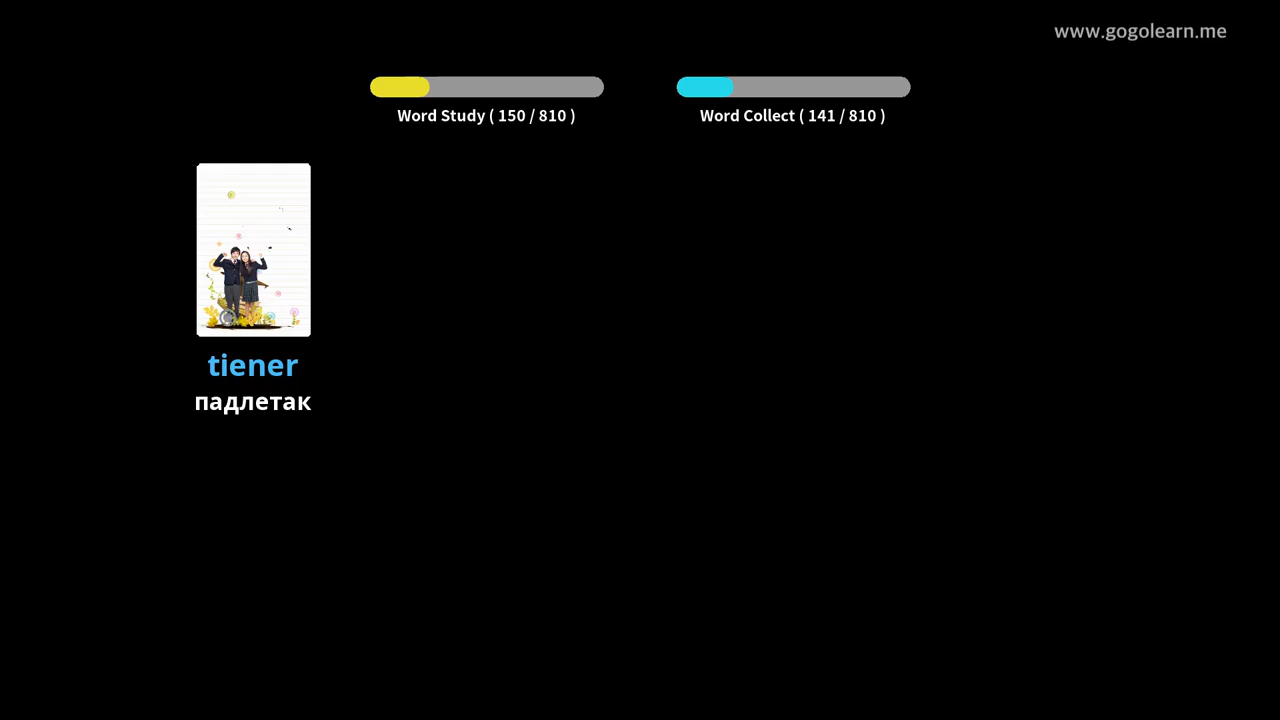 www.gogolearn.me
Word Study ( 150 / 810 )
Word Collect ( 141 / 810 )
tiener
падлетак